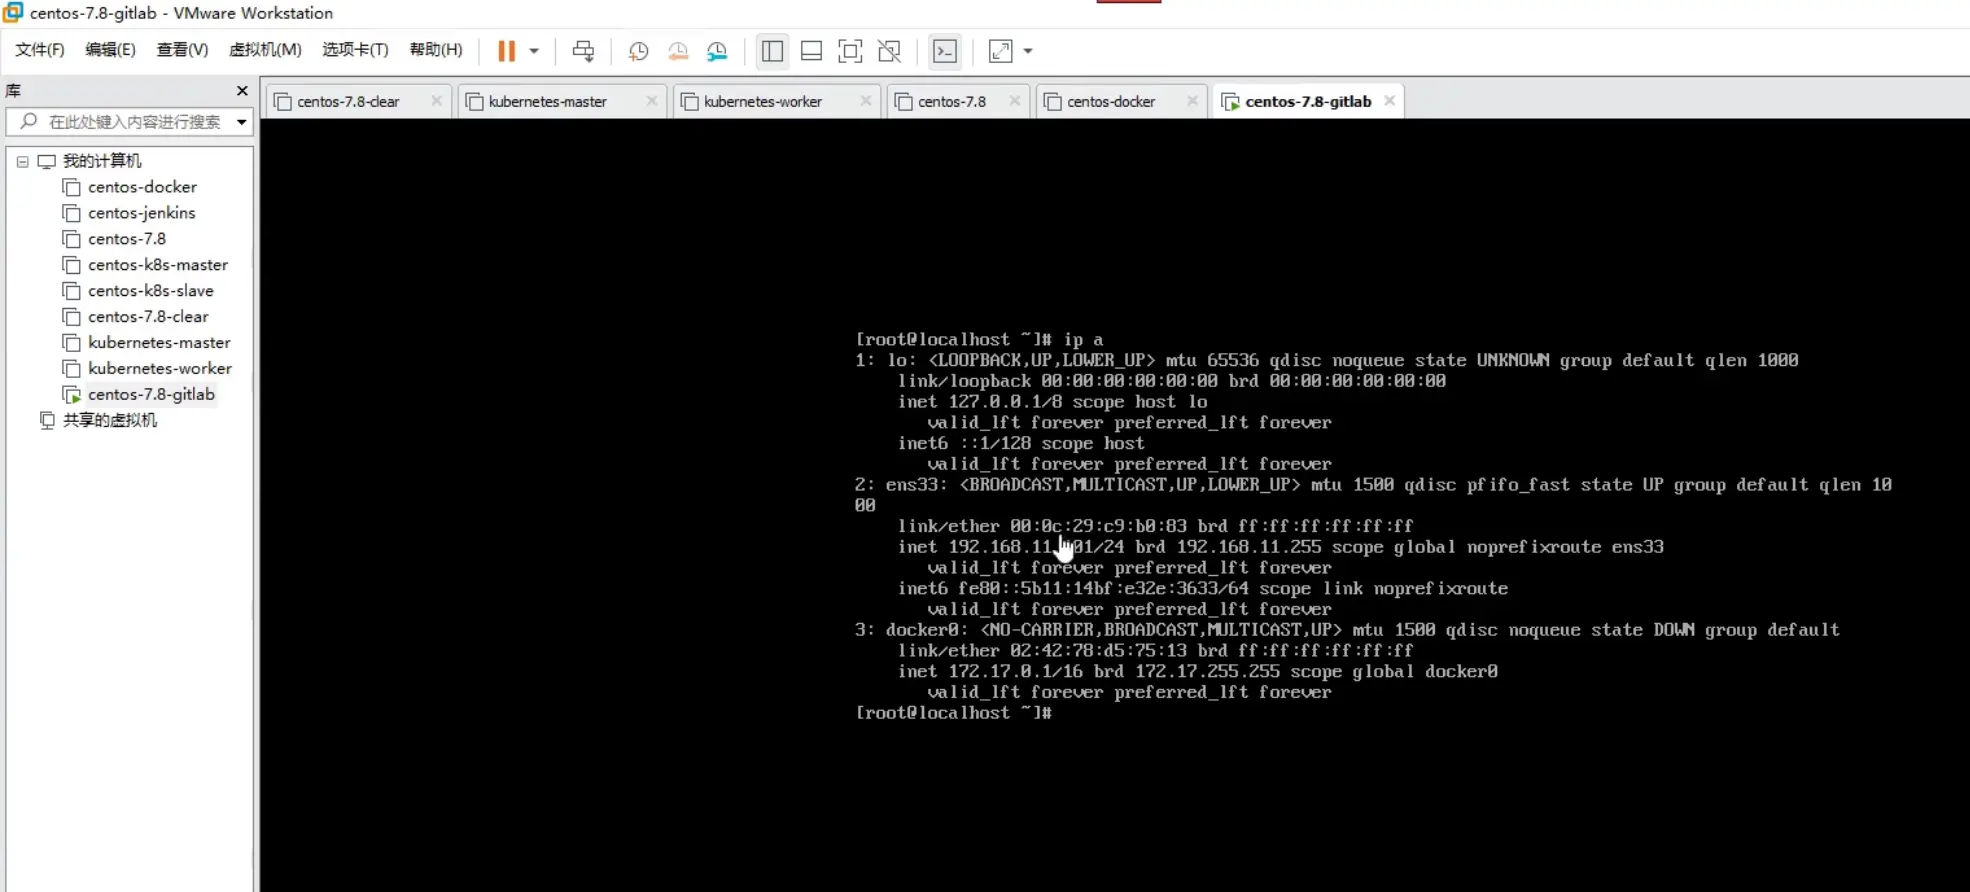 centos-7.8-gitlab - VMware Workstation
文件(F) 编辑(E) 查看(V) 虚拟机(M) 选项卡(T) 帮助(H)
库
在此处键入内容进行搜索
我的计算机
centos-docker
centos-jenkins
centos-7.8
centos-k8s-master
centos-k8s-slave
centos-7.8-clear
kubernetes-master
kubernetes-worker
centos-7.8-gitlab
共享的虚拟机
centos-7.8-clear kubernetes-master kubernetes-worker centos-7.8 centos-docker centos-7.8-gitlab
[root@localhost ~]# ip a
1: lo: <LOOPBACK,UP,LOWER_UP> mtu 65536 qdisc noqueue state UNKNOWN group default qlen 1000
link/loopback 00:00:00:00:00:00 brd 00:00:00:00:00:00
inet 127.0.0.1/8 scope host lo
valid_lft forever preferred_lft forever
inet6 ::1/128 scope host
valid_lft forever preferred_lft forever
2: ens33: <BROADCAST,MULTICAST,UP,LOWER_UP> mtu 1500 qdisc pfifo_fast state UP group default qlen 10
00
link/ether 00:0c:29:c9:b0:83 brd ff:ff:ff:ff:ff:ff
inet brd 192.168.11.255 scope global noprefixroute ens33
valid_lft forever preferred_lft forever
inet6 fe80::5b11:14bf:e32e:3633/64 scope link noprefixroute
valid_lft forever preferred_lft forever
3: docker0: <NO-CARRIER,BROADCAST,MULTICAST,UP> mtu 1500 qdisc noqueue state DOWN group default
link/ether 02:42:78:d5:75:13 brd ff:ff:ff:ff:ff:ff
inet 172.17.0.1/16 brd 172.17.255.255 scope global docker0
valid_lft forever preferred_lft forever
[root@localhost ~]#